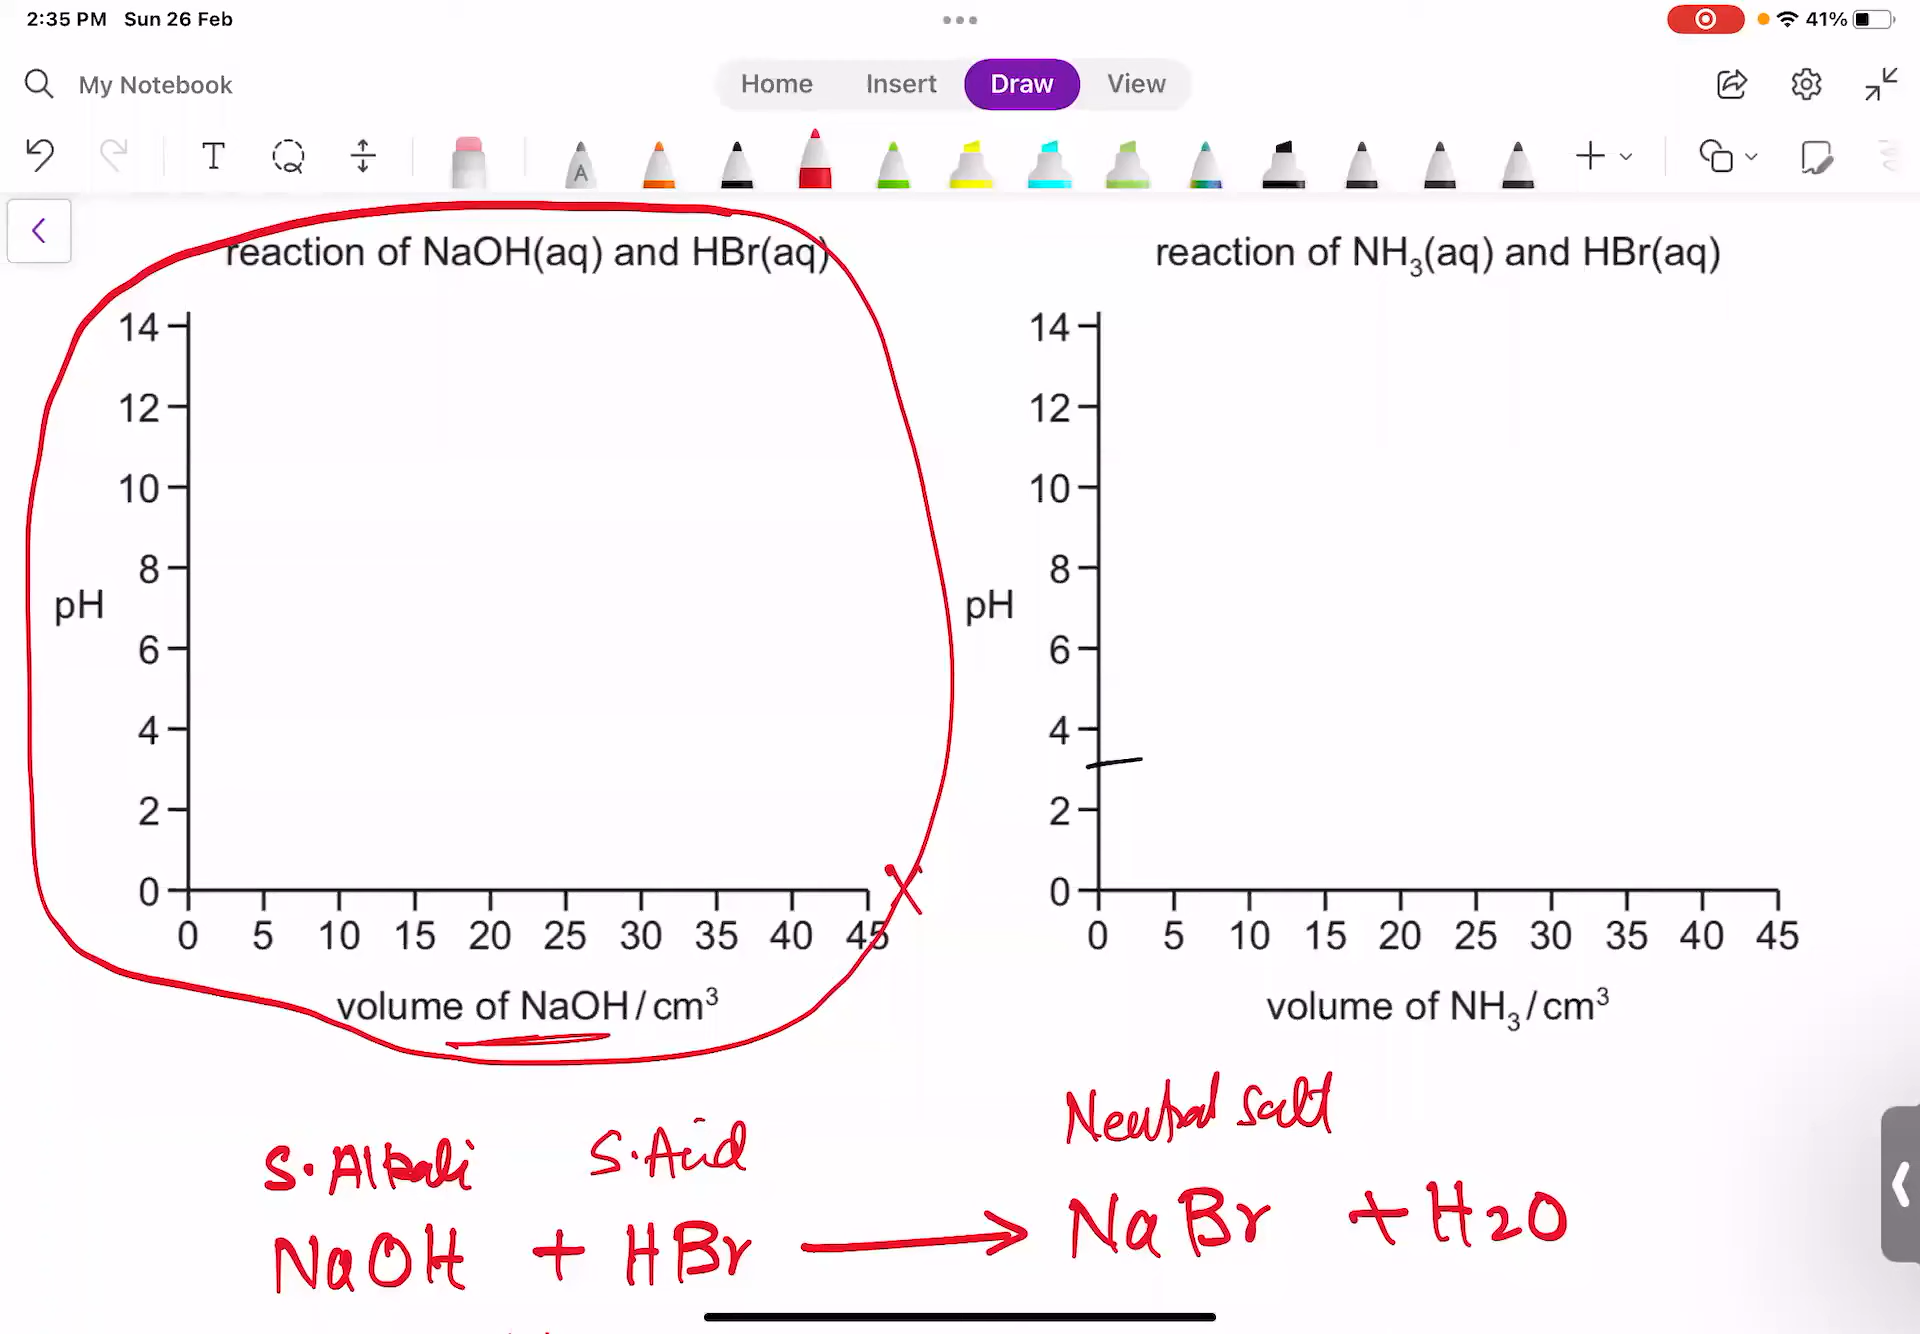 2:35 PM Sun 26 Feb
41%
My Notebook
Home Insert Draw View
T
A
reaction of NaOH(aq) and HBr(aq)
14
12
10
8
pH
6
4
2
0
0 5 10 15 20 25 30 35 40 45
volume of NaOH/cm³
reaction of NH₃(aq) and HBr(aq)
14
12
10
8
pH
6
4
2
0
0 5 10 15 20 25 30 35 40 45
volume of NH₃/cm³
S.Alkali S.Acid Neutral Salt
NaOH + HBr → NaBr + H2O